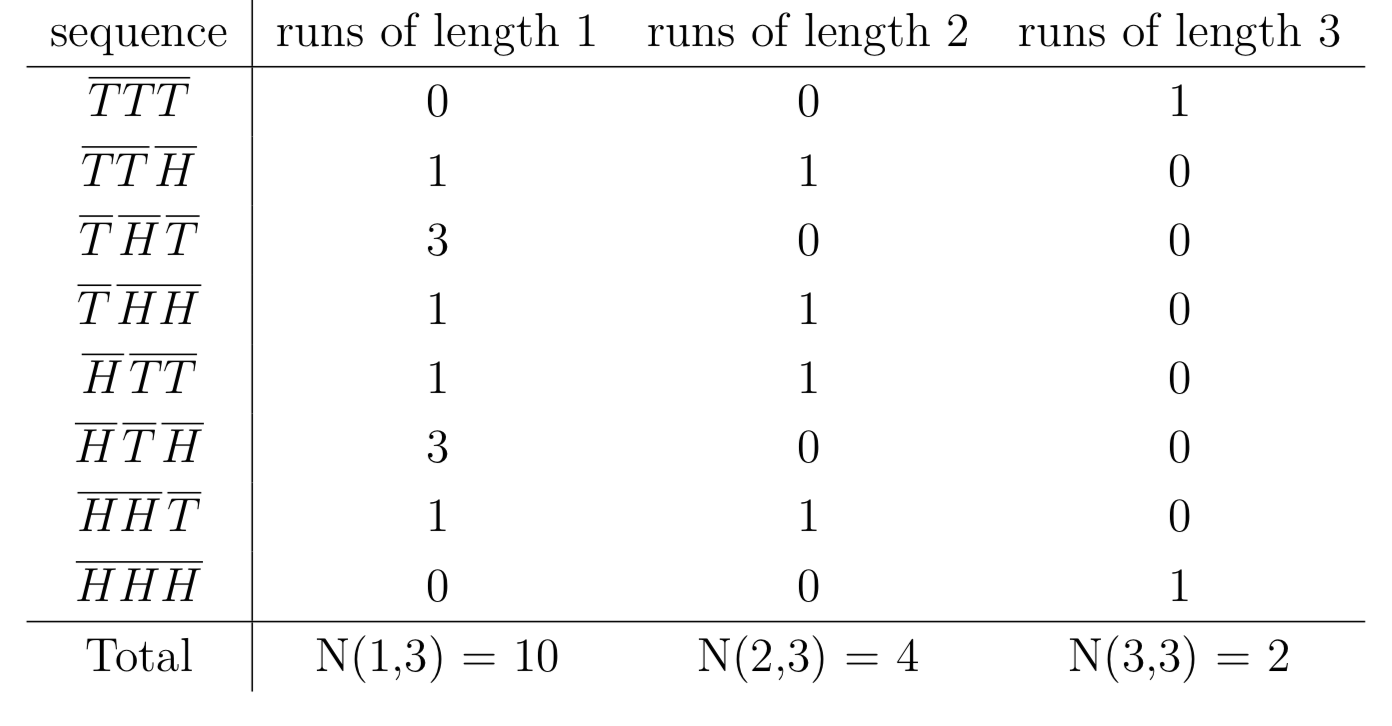 sequence runs of length 1 runs of length 2 runs of length 3
TTT 0 0 1
TTH 1 1 0
THT 3 0 0
THH 1 1 0
HTT 1 1 0
HTH 3 0 0
HHT 1 1 0
HHH 0 0 1
Total N(1,3) = 10 N(2,3) = 4 N(3,3) = 2